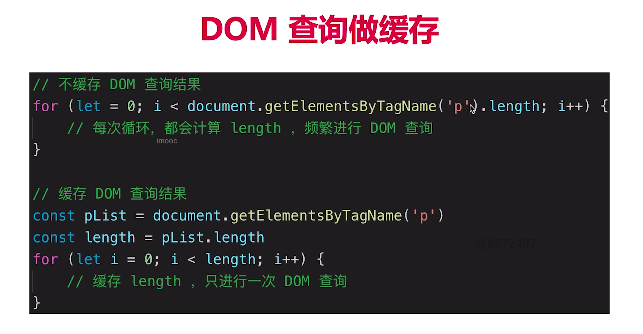 DOM 查询做缓存
// 不缓存 DOM 查询结果
for (let = 0; i < document.getElementsByTagName('p').length; i++) {
// 每次循环，都会计算 length ，频繁进行 DOM 查询
imooc
}
// 缓存 DOM 查询结果
const pList = document.getElementsByTagName('p')
const length = pList.length
for (let i = 0; i < length; i++) {
// 缓存 length ，只进行一次 DOM 查询
}